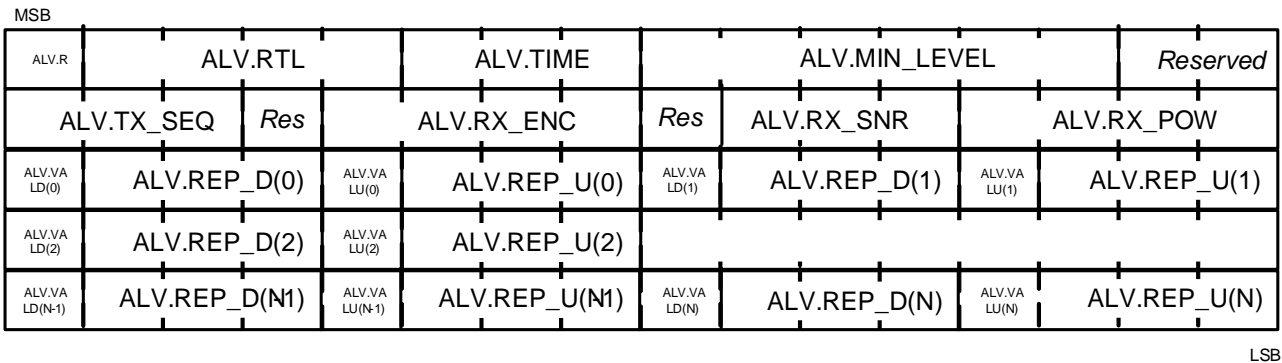 MSB
ALV.R ALV.RTL ALV.TIME ALV.MIN_LEVEL Reserved
ALV.TX_SEQ Res ALV.RX_ENC Res ALV.RX_SNR ALV.RX_POW
ALV.VA LD(0) ALV.REP_D(0) ALV.VA LU(0) ALV.REP_U(0) ALV.VA LD(1) ALV.REP_D(1) ALV.VA LU(1) ALV.REP_U(1)
ALV.VA LD(2) ALV.REP_D(2) ALV.VA LU(2) ALV.REP_U(2)
ALV.VA LD(N-1) ALV.REP_D(N-1) ALV.VA LU(N-1) ALV.REP_U(N-1) ALV.VA LD(N) ALV.REP_D(N) ALV.VA LU(N) ALV.REP_U(N)
LSB